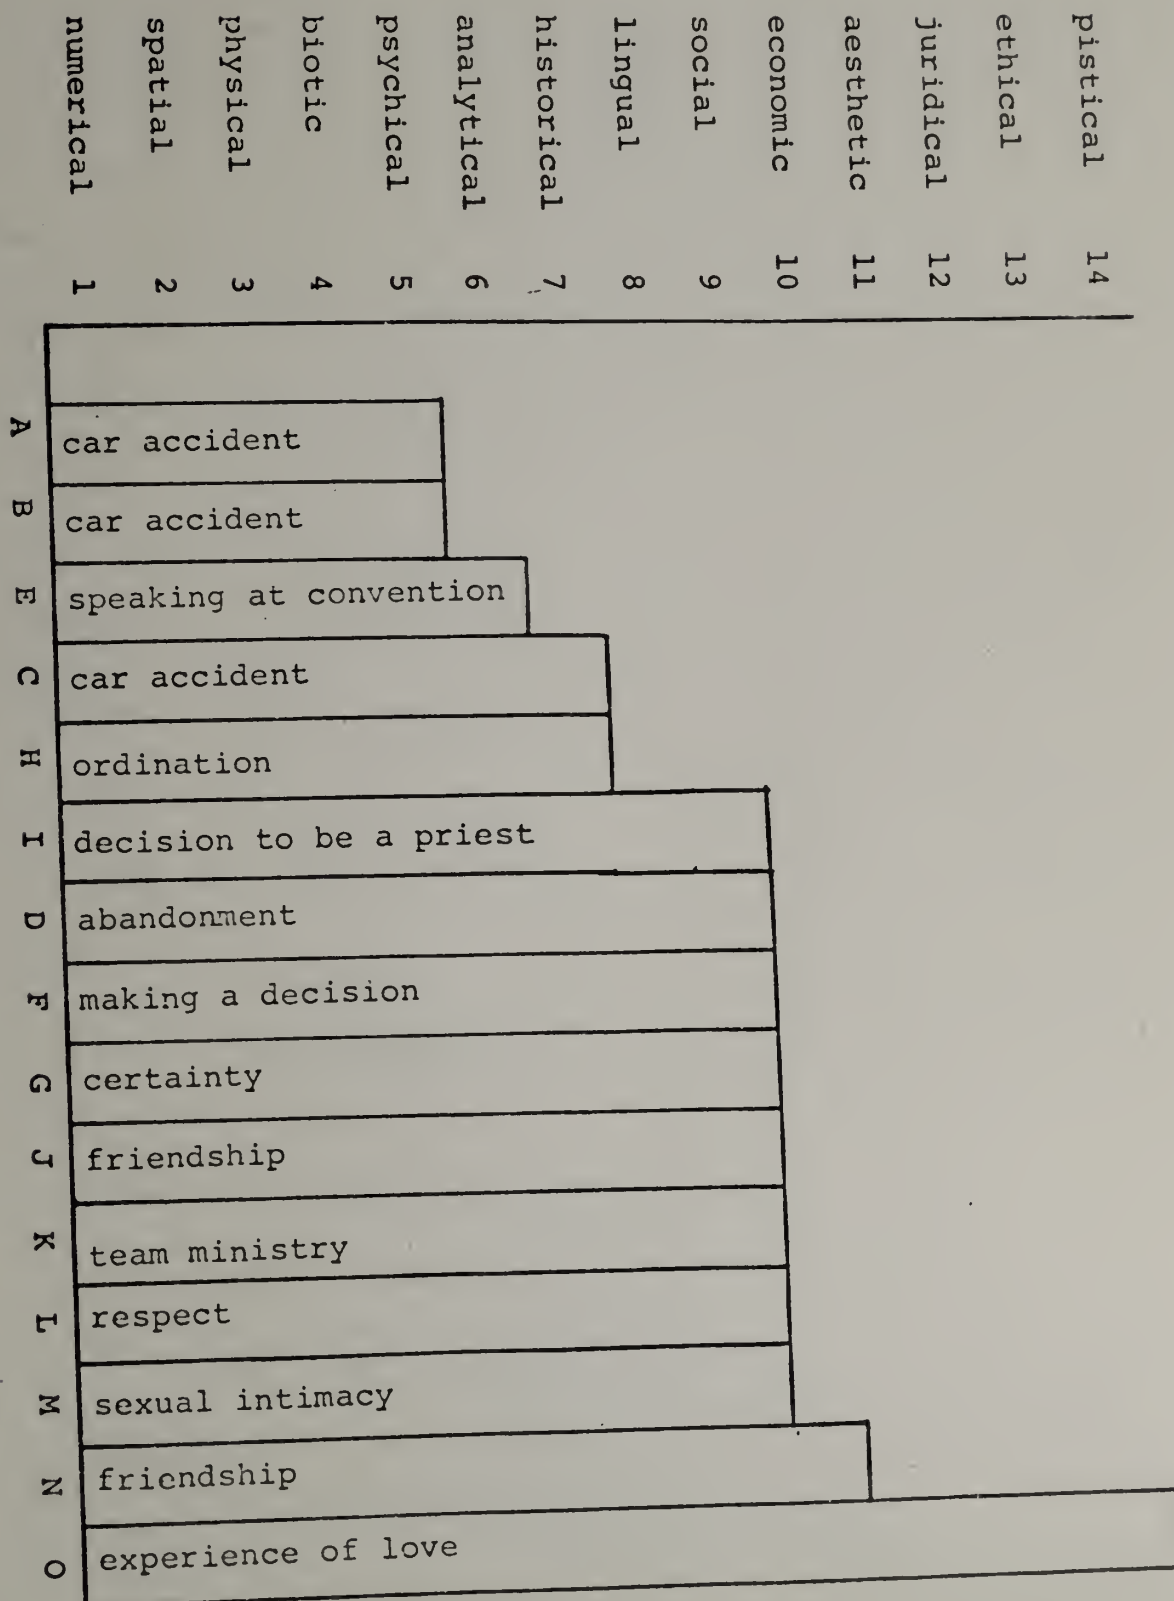 numerical 1
spatial 2
physical 3
biotic 4
psychical 5
analytical 6
historical 7
lingual 8
social 9
economic 10
aesthetic 11
juridical 12
ethical 13
pistical 14
A car accident
B car accident
E speaking at convention
C car accident
H ordination
I decision to be a priest
D abandonment
F making a decision
G certainty
J friendship
K team ministry
L respect
M sexual intimacy
N friendship
O experience of love